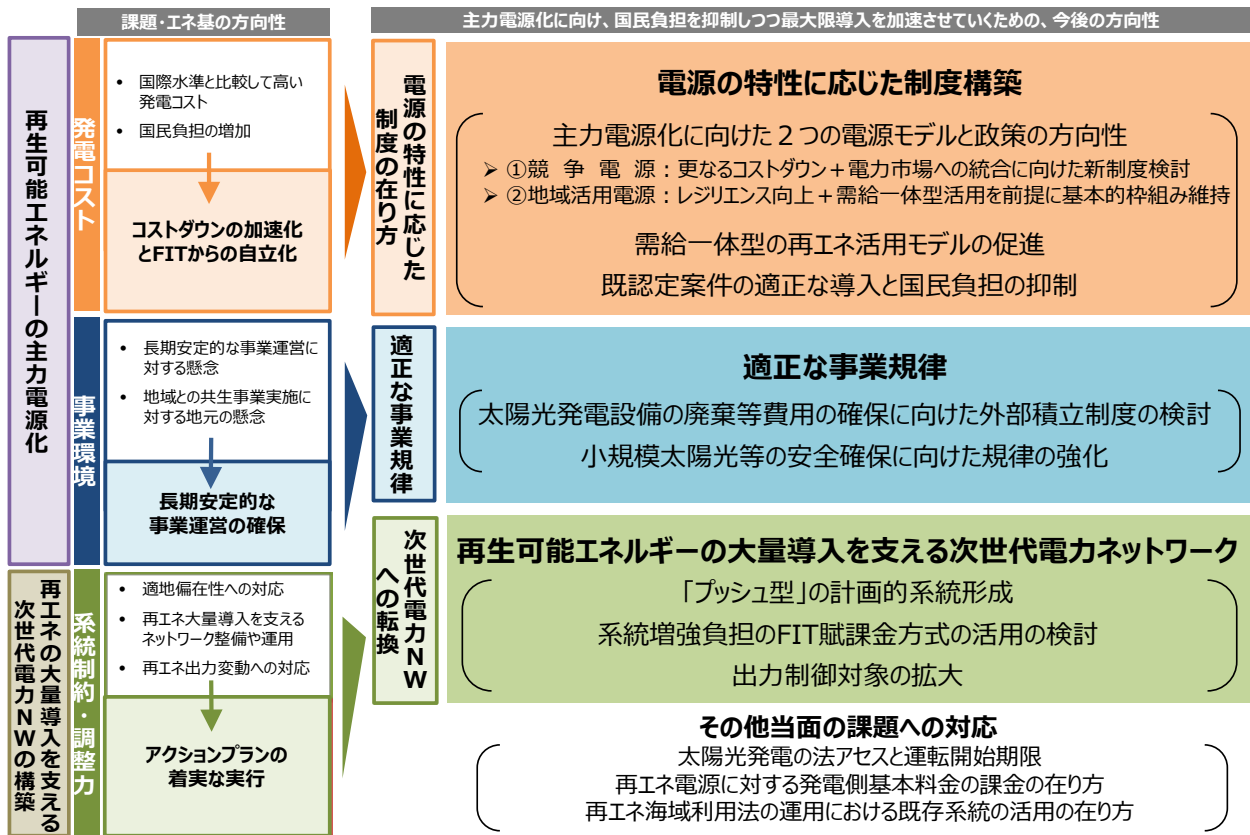 課題・エネ基の方向性
主力電源化に向け、国民負担を抑制しつつ最大限導入を加速させていくための、今後の方向性
再生可能エネルギーの主力電源化
発電コスト
• 国際水準と比較して高い
発電コスト
• 国民負担の増加
コストダウンの加速化
とFITからの自立化
電源の特性に応じた
制度の在り方
電源の特性に応じた制度構築
主力電源化に向けた２つの電源モデルと政策の方向性
➢ ①競争電源：更なるコストダウン＋電力市場への統合に向けた新制度検討
➢ ②地域活用電源：レジリエンス向上＋需給一体型活用を前提に基本的枠組み維持
需給一体型の再エネ活用モデルの促進
既認定案件の適正な導入と国民負担の抑制
事業環境
• 長期安定的な事業運営に
対する懸念
• 地域との共生事業実施に
対する地元の懸念
長期安定的な
事業運営の確保
適正な事業規律
適正な事業規律
太陽光発電設備の廃棄等費用の確保に向けた外部積立制度の検討
小規模太陽光等の安全確保に向けた規律の強化
再エネの大量導入を支える
次世代電力NWの構築
系統制約・調整力
• 適地偏在性への対応
• 再エネ大量導入を支える
ネットワーク整備や運用
• 再エネ出力変動への対応
アクションプランの
着実な実行
次世代電力NW
への転換
再生可能エネルギーの大量導入を支える次世代電力ネットワーク
「プッシュ型」の計画的系統形成
系統増強負担のFIT賦課金方式の活用の検討
出力制御対象の拡大
その他当面の課題への対応
太陽光発電の法アセスと運転開始期限
再エネ電源に対する発電側基本料金の課金の在り方
再エネ海域利用法の運用における既存系統の活用の在り方